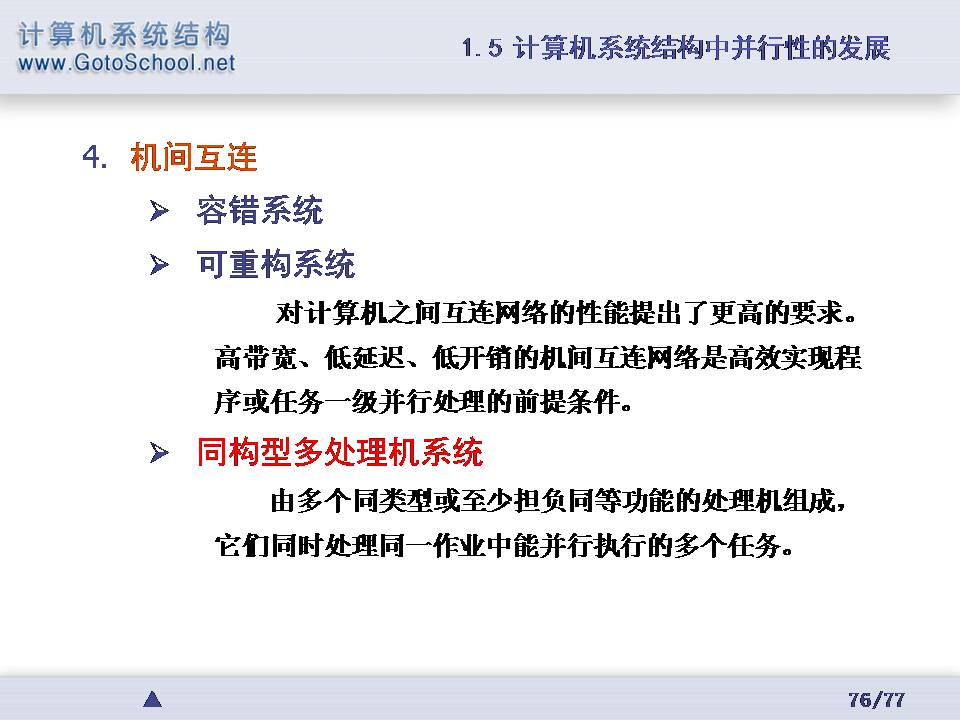 计算机系统结构
www.GotoSchool.net
1.5 计算机系统结构中并行性的发展
4. 机间互连
➢ 容错系统
➢ 可重构系统
对计算机之间互连网络的性能提出了更高的要求。
高带宽、低延迟、低开销的机间互连网络是高效实现程
序或任务一级并行处理的前提条件。
➢ 同构型多处理机系统
由多个同类型或至少担负同等功能的处理机组成，
它们同时处理同一作业中能并行执行的多个任务。
▲
76/77